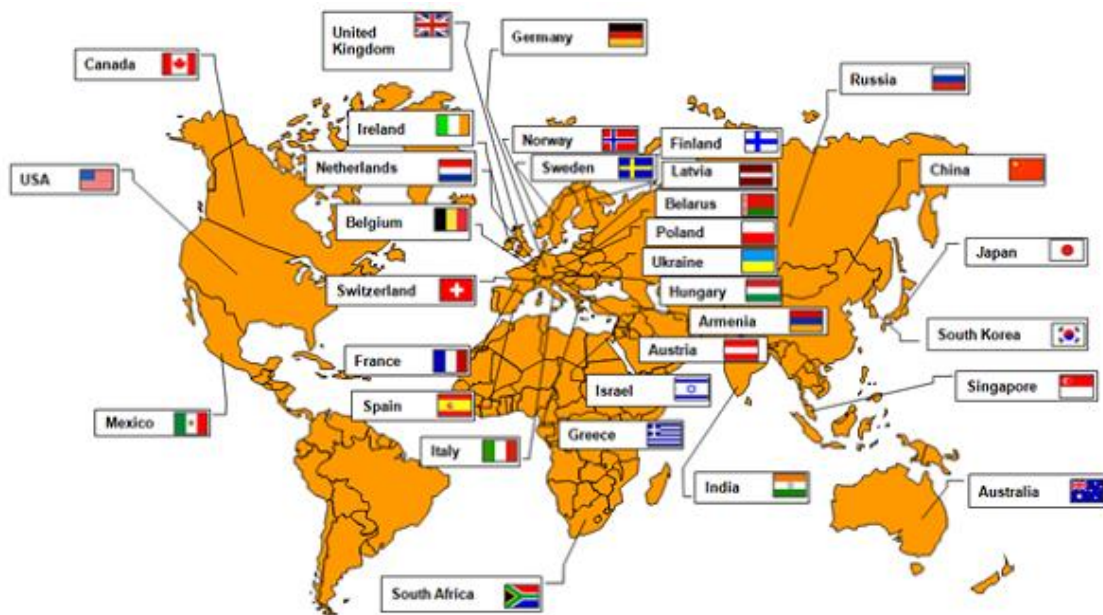 United
Kingdom
Germany
Canada
Russia
Ireland
Norway
Finland
Netherlands
Sweden
Latvia
China
USA
Belarus
Belgium
Poland
Japan
Ukraine
Switzerland
Hungary
Armenia
South Korea
France
Austria
Israel
Singapore
Spain
Mexico
Italy
Greece
India
Australia
South Africa